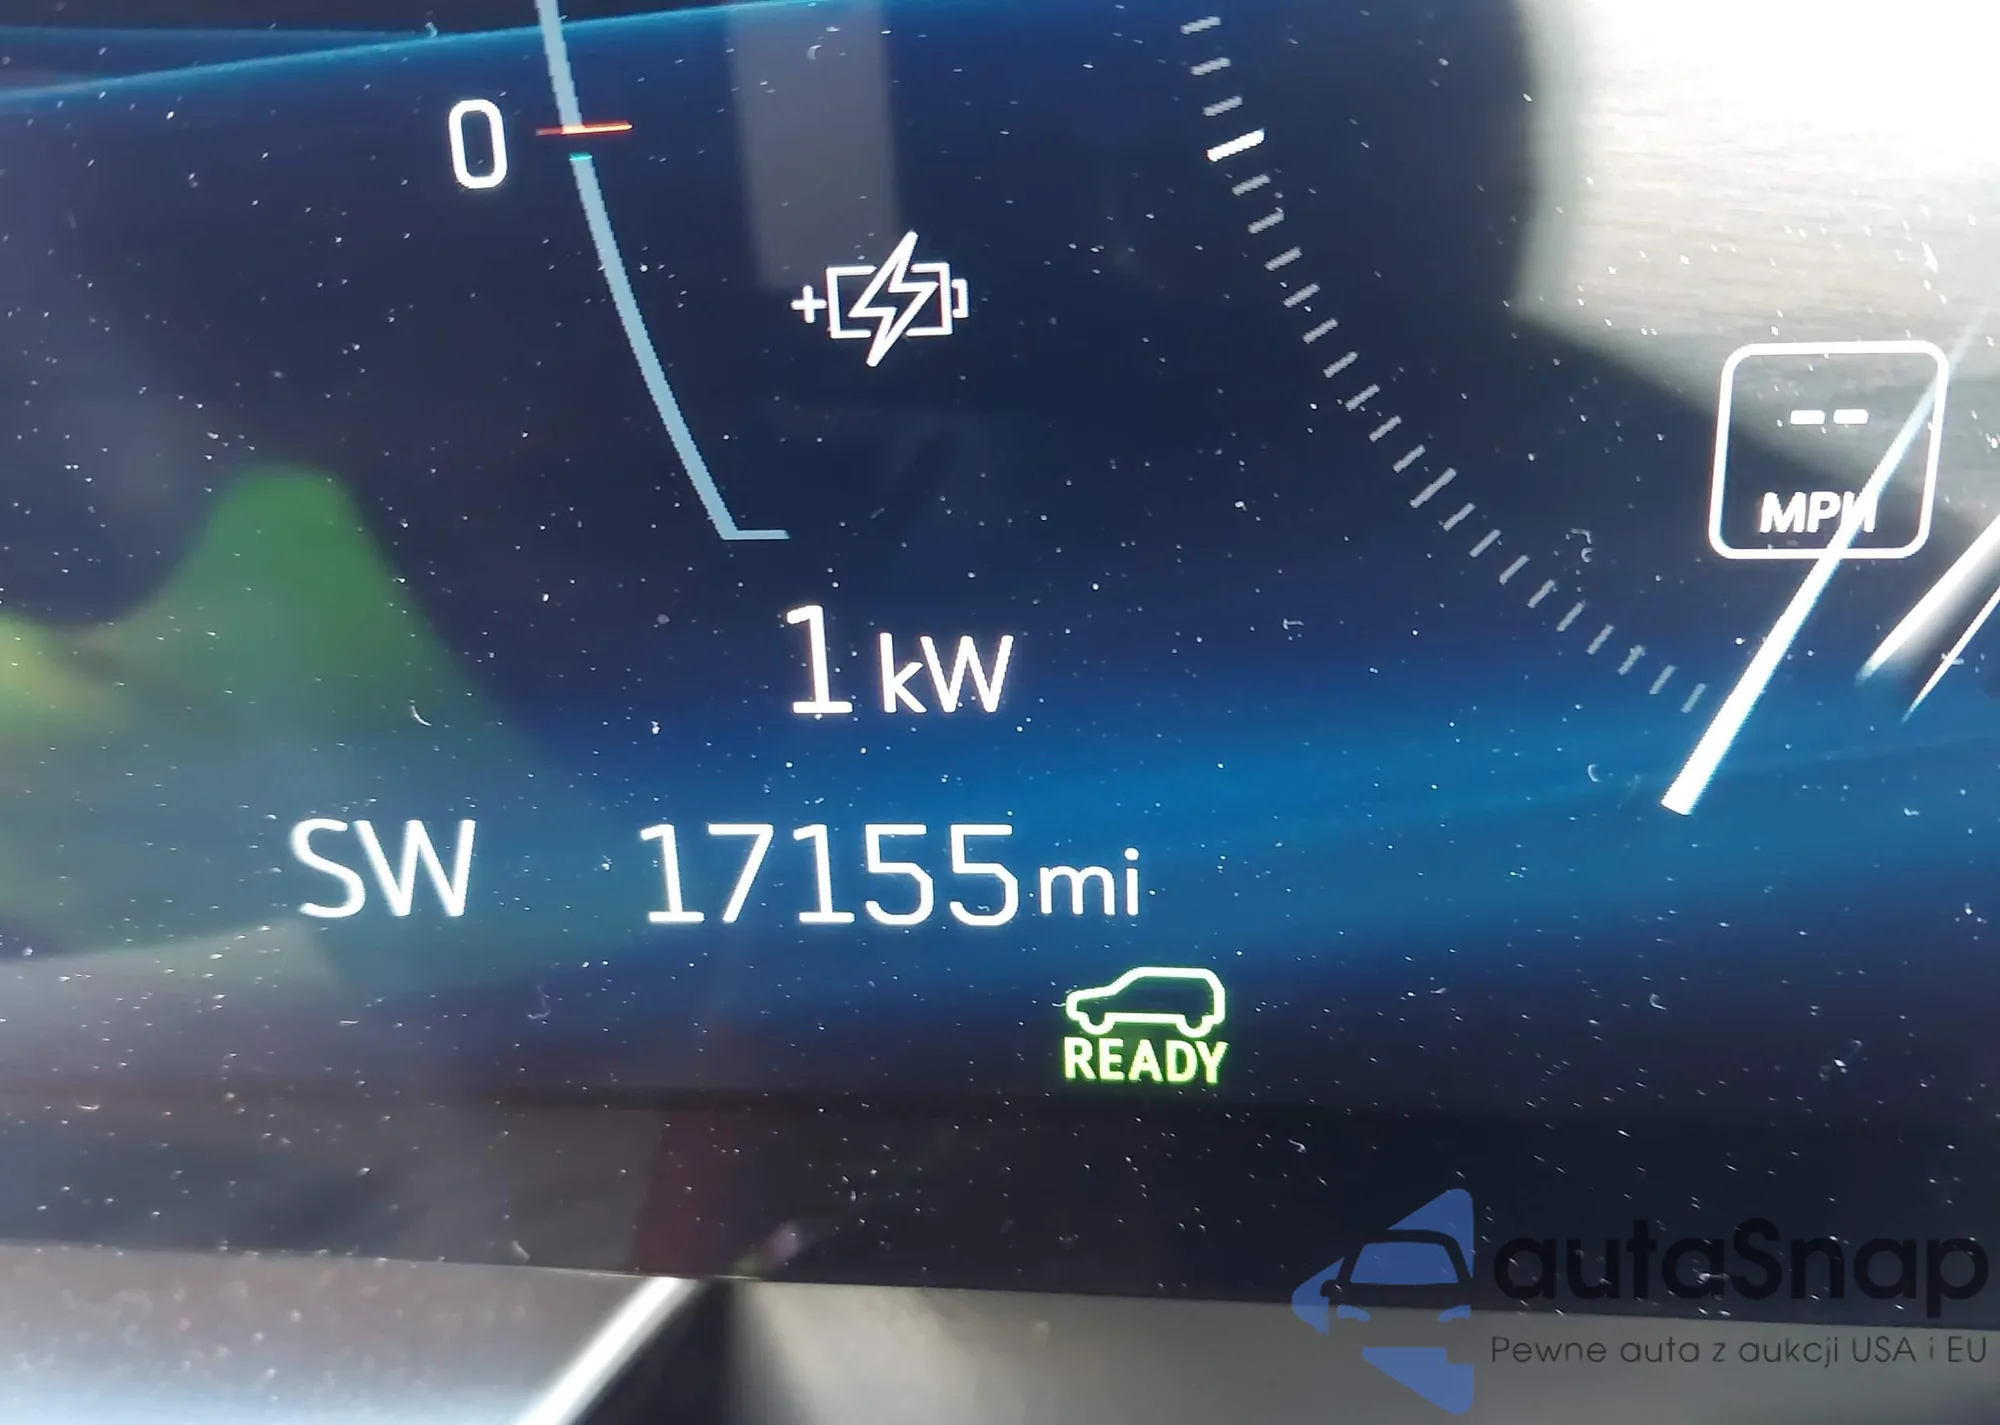 0
--
MPH
1 kW
SW 17155 mi
READY
autaSnap
Pewne auta z aukcji USA i EU